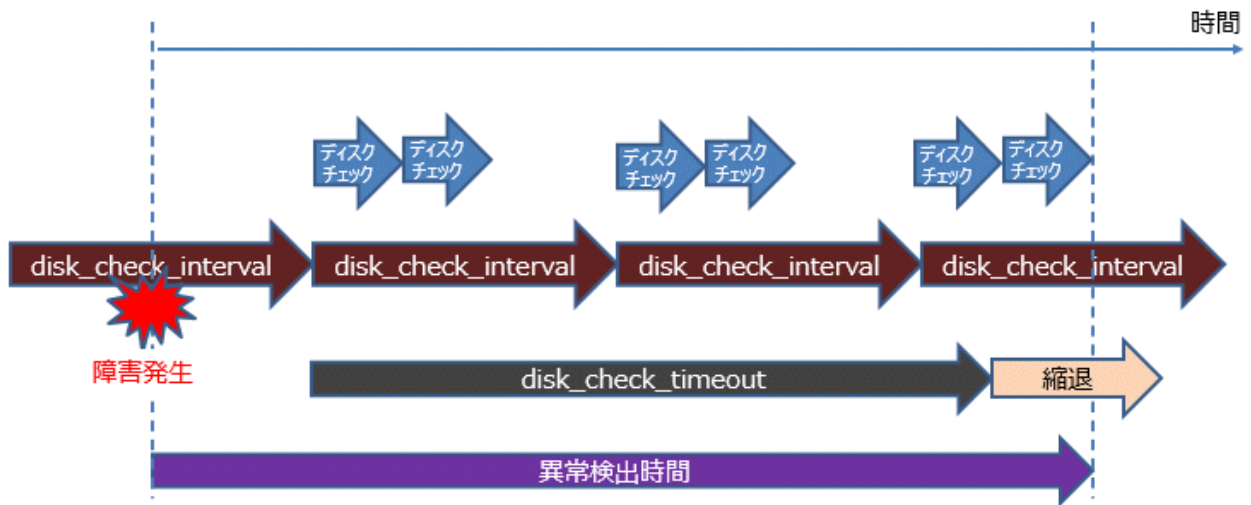 時間
ディスク
チェック
ディスク
チェック
ディスク
チェック
ディスク
チェック
ディスク
チェック
ディスク
チェック
disk_check_interval
disk_check_interval
disk_check_interval
disk_check_interval
障害発生
disk_check_timeout
縮退
異常検出時間